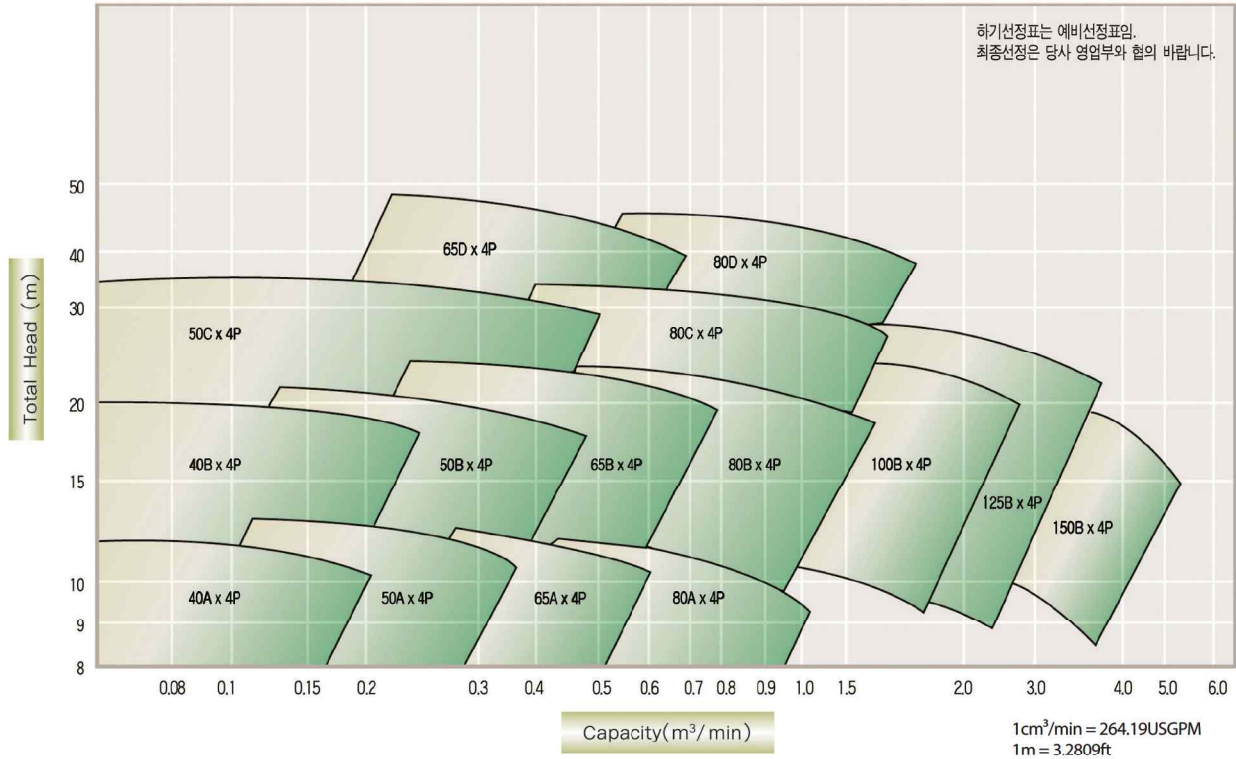 하기선정표는 예비선정표임.
최종선정은 당사 영업부와 협의 바랍니다.
Total Head (m)
50
40
30
20
15
10
9
8
65D x 4P
80D x 4P
50C x 4P
80C x 4P
40B x 4P
50B x 4P
65B x 4P
80B x 4P
100B x 4P
125B x 4P
150B x 4P
40A x 4P
50A x 4P
65A x 4P
80A x 4P
0.08 0.1 0.15 0.2 0.3 0.4 0.5 0.6 0.7 0.8 0.9 1.0 1.5 2.0 3.0 4.0 5.0 6.0
Capacity(m³/min)
1cm³/min = 264.19USGPM
1m = 3.2809ft